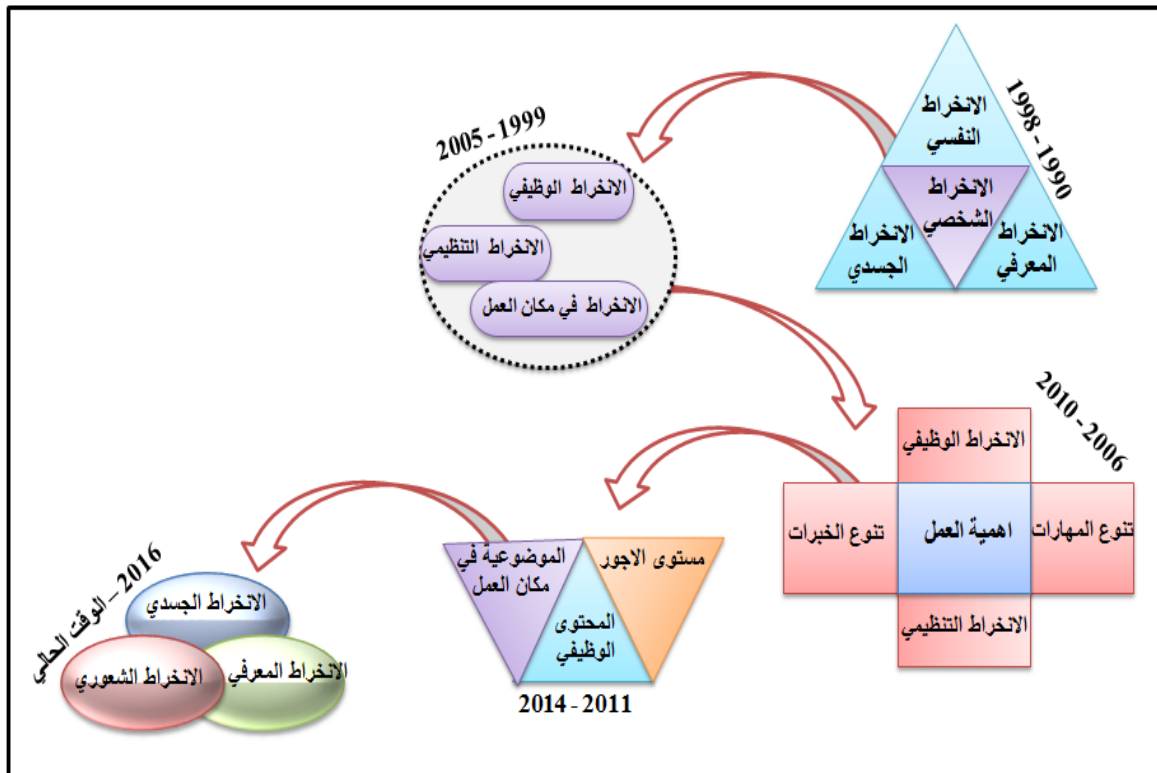 الانخراط
النفسي
1998 - 1990
الانخراط
الشخصي
الانخراط
المعرفي
الانخراط
الجسدي
2005 - 1999
الانخراط الوظيفي
الانخراط التنظيمي
الانخراط في مكان العمل
2010 - 2006
الانخراط الوظيفي
تنوع المهارات
اهمية العمل
تنوع الخبرات
الانخراط التنظيمي
مستوى الاجور
المحتوى
الوظيفي
الموضوعية في
مكان العمل
2014 - 2011
2016 – الوقت الحالي
الانخراط الجسدي
الانخراط المعرفي
الانخراط الشعوري